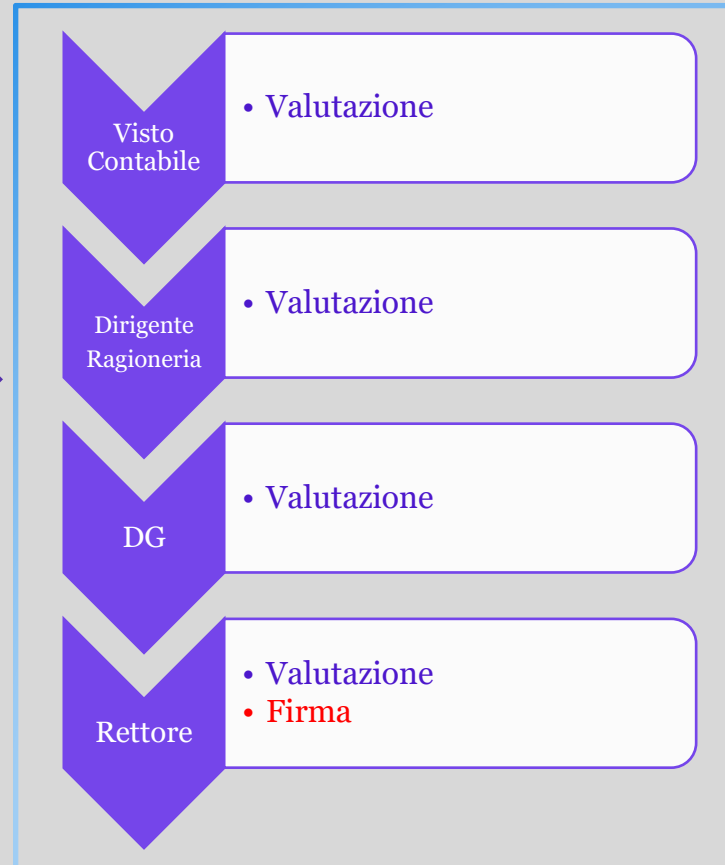 Visto
Contabile
• Valutazione
Dirigente
Ragioneria
• Valutazione
DG
• Valutazione
Rettore
• Valutazione
• Firma